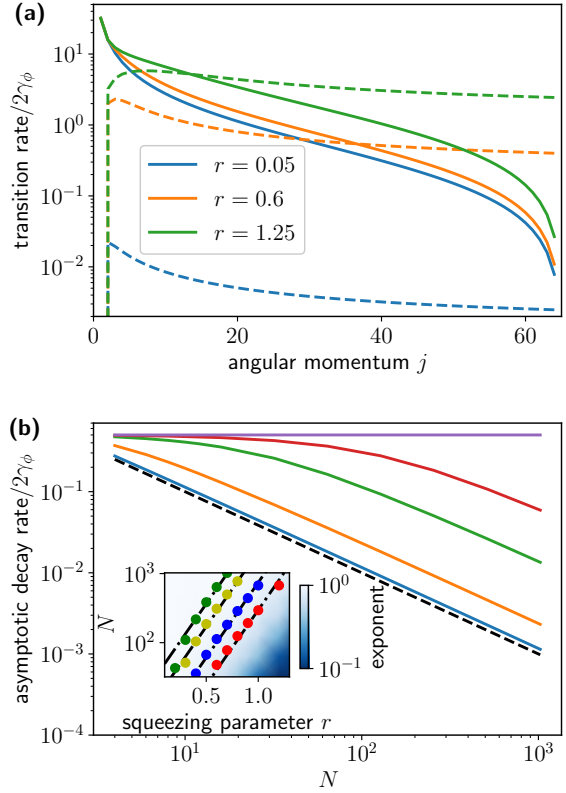 (a)
transition rate/2γ_ϕ
10^1
10^0
10^{-1}
10^{-2}
r = 0.05
r = 0.6
r = 1.25
0 20 40 60
angular momentum j
(b)
asymptotic decay rate/2γ_ϕ
10^{-1}
10^{-2}
10^{-3}
10^{-4}
N
10^3
10^2
0.5 1.0
squeezing parameter r
10^0
10^{-1}
exponent
10^1 10^2 10^3
N